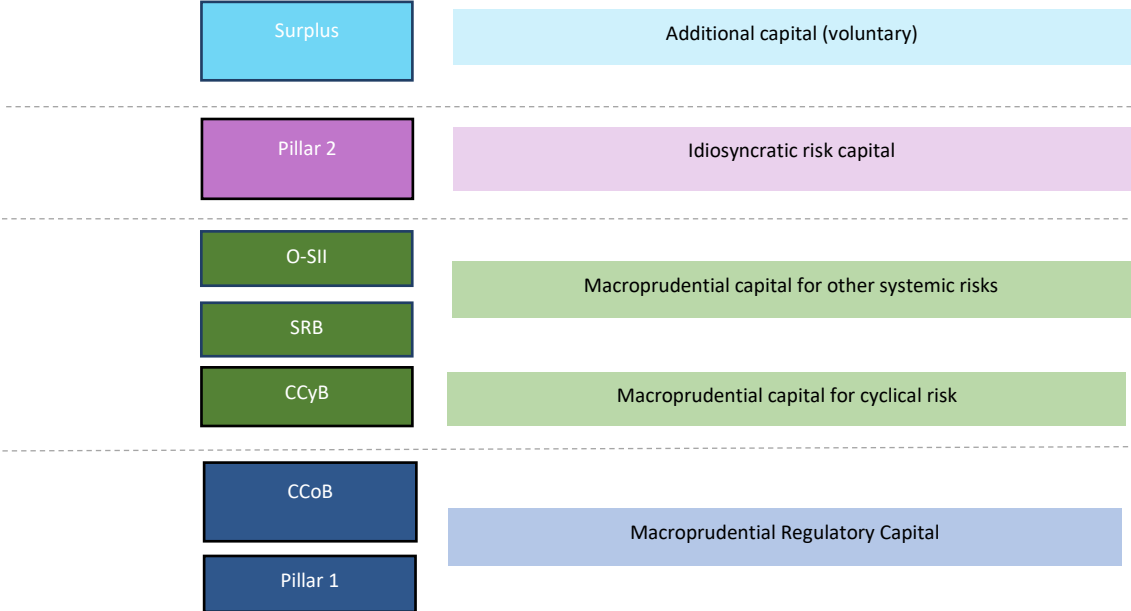 Surplus
Additional capital (voluntary)
Pillar 2
Idiosyncratic risk capital
O-SII
Macroprudential capital for other systemic risks
SRB
CCyB
Macroprudential capital for cyclical risk
CCoB
Macroprudential Regulatory Capital
Pillar 1